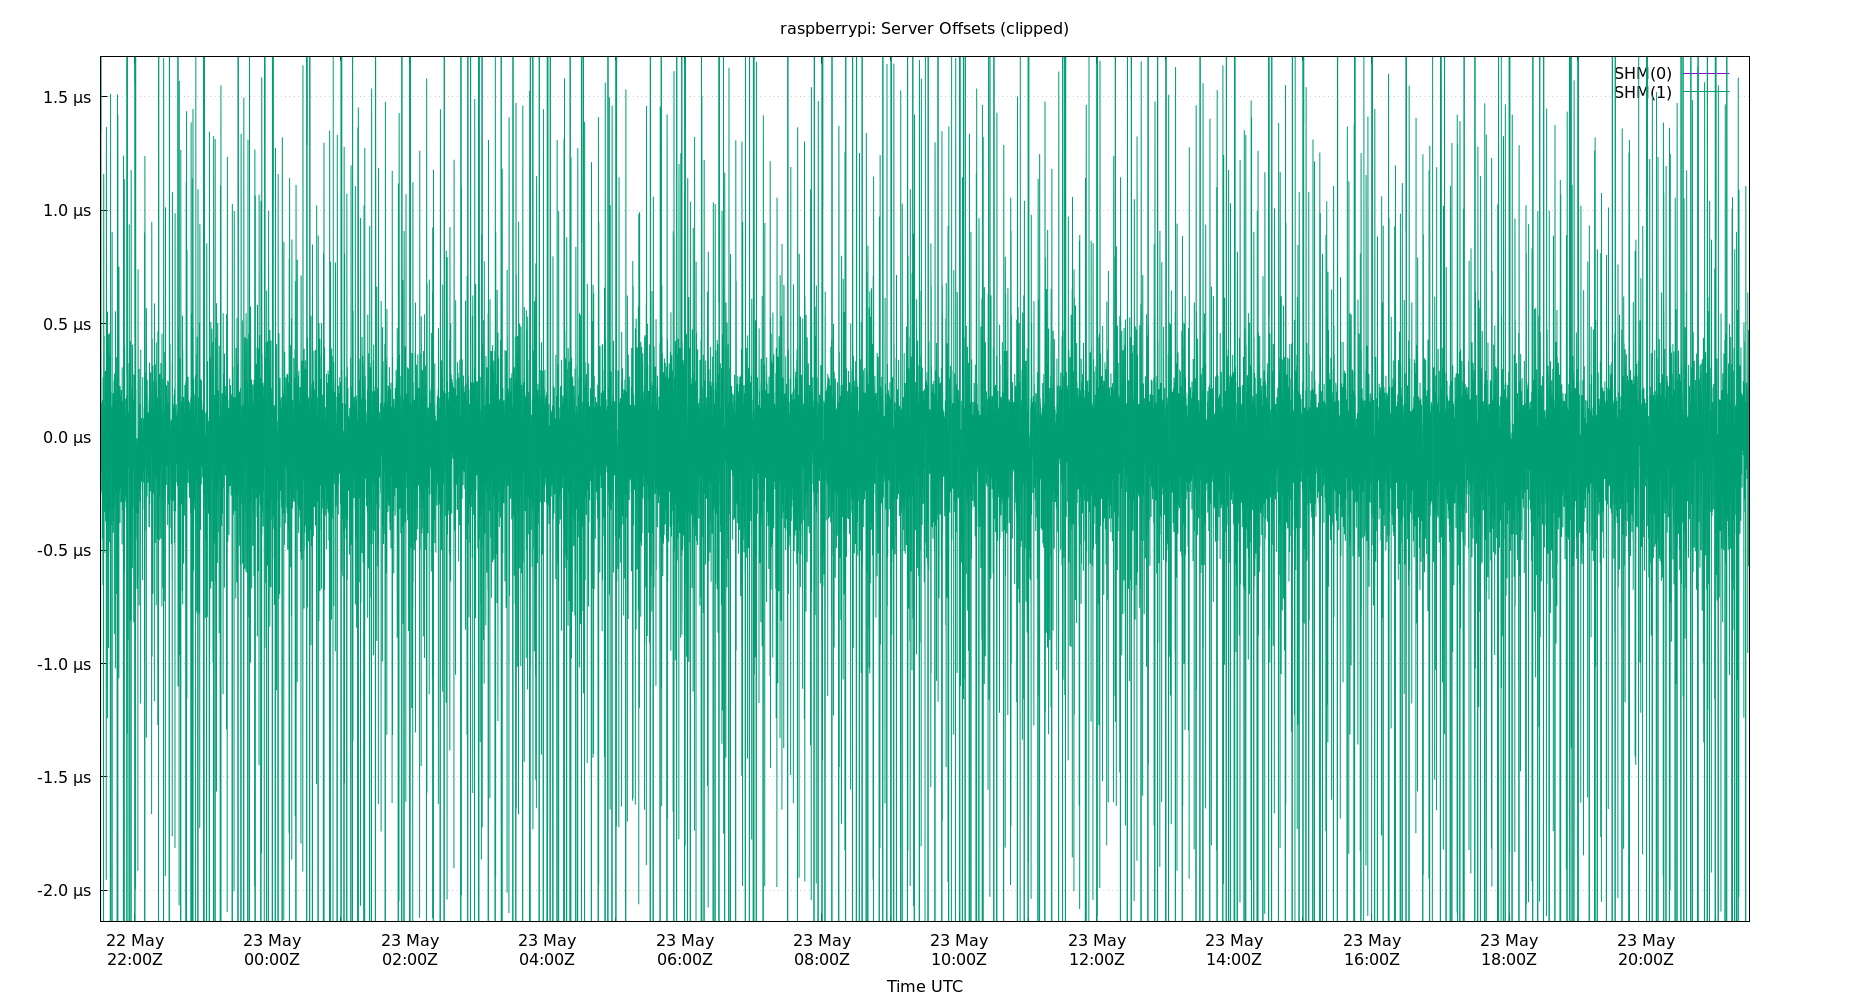 raspberrypi: Server Offsets (clipped)
SHM(0)
SHM(1)
1.5 µs
1.0 µs
0.5 µs
0.0 µs
-0.5 µs
-1.0 µs
-1.5 µs
-2.0 µs
22 May 23 May 23 May 23 May 23 May 23 May 23 May 23 May 23 May 23 May 23 May 23 May
22:00Z 00:00Z 02:00Z 04:00Z 06:00Z 08:00Z 10:00Z 12:00Z 14:00Z 16:00Z 18:00Z 20:00Z
Time UTC